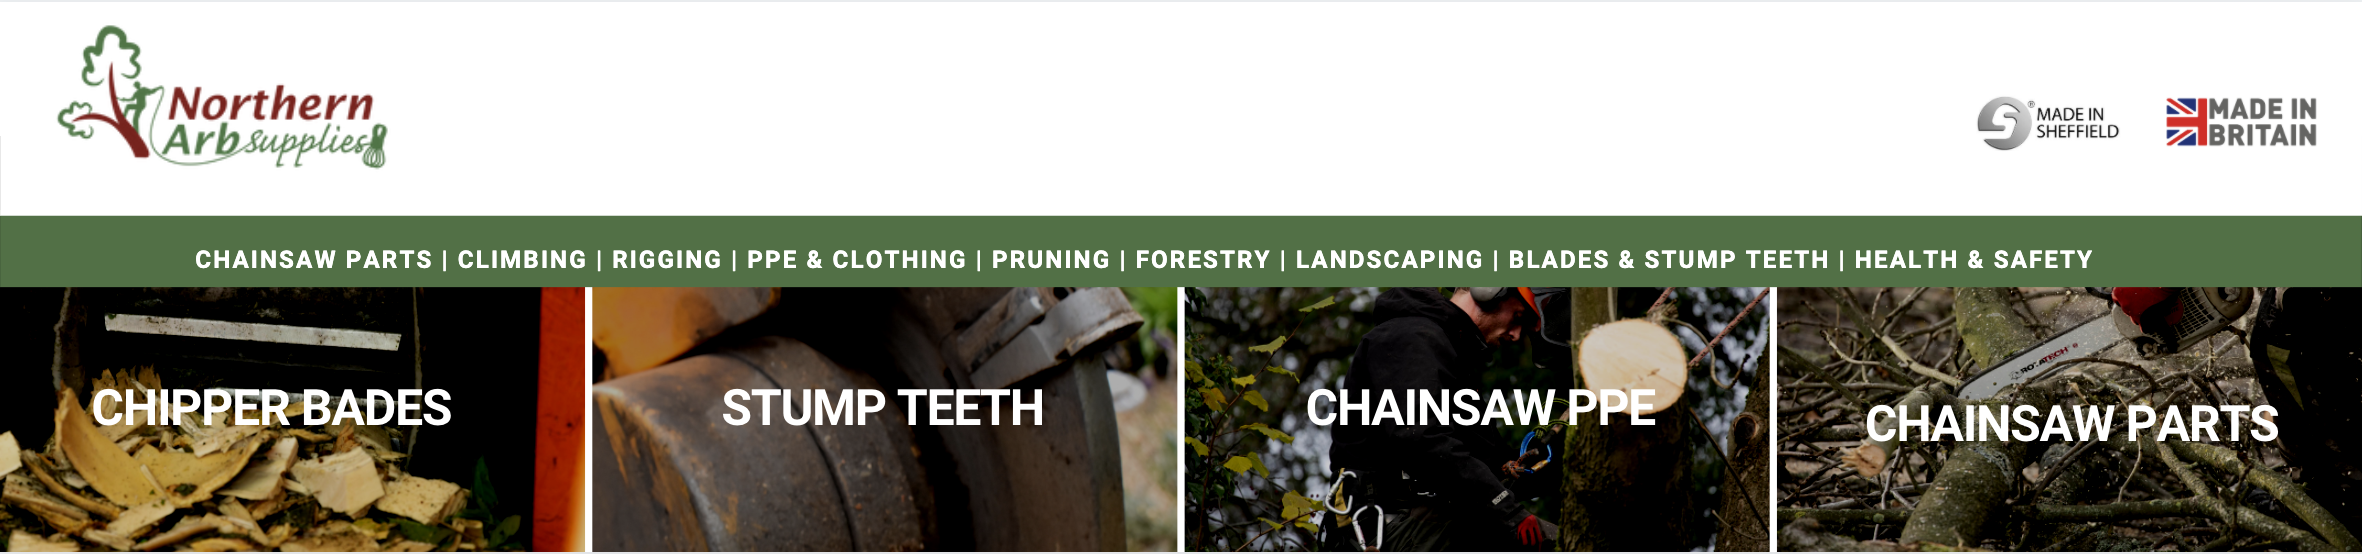 Northern
Arb supplies
® MADE IN
SHEFFIELD
MADE IN
BRITAIN
CHAINSAW PARTS | CLIMBING | RIGGING | PPE & CLOTHING | PRUNING | FORESTRY | LANDSCAPING | BLADES & STUMP TEETH | HEALTH & SAFETY
CHIPPER BADES
STUMP TEETH
CHAINSAW PPE
ROTATECH®
CHAINSAW PARTS